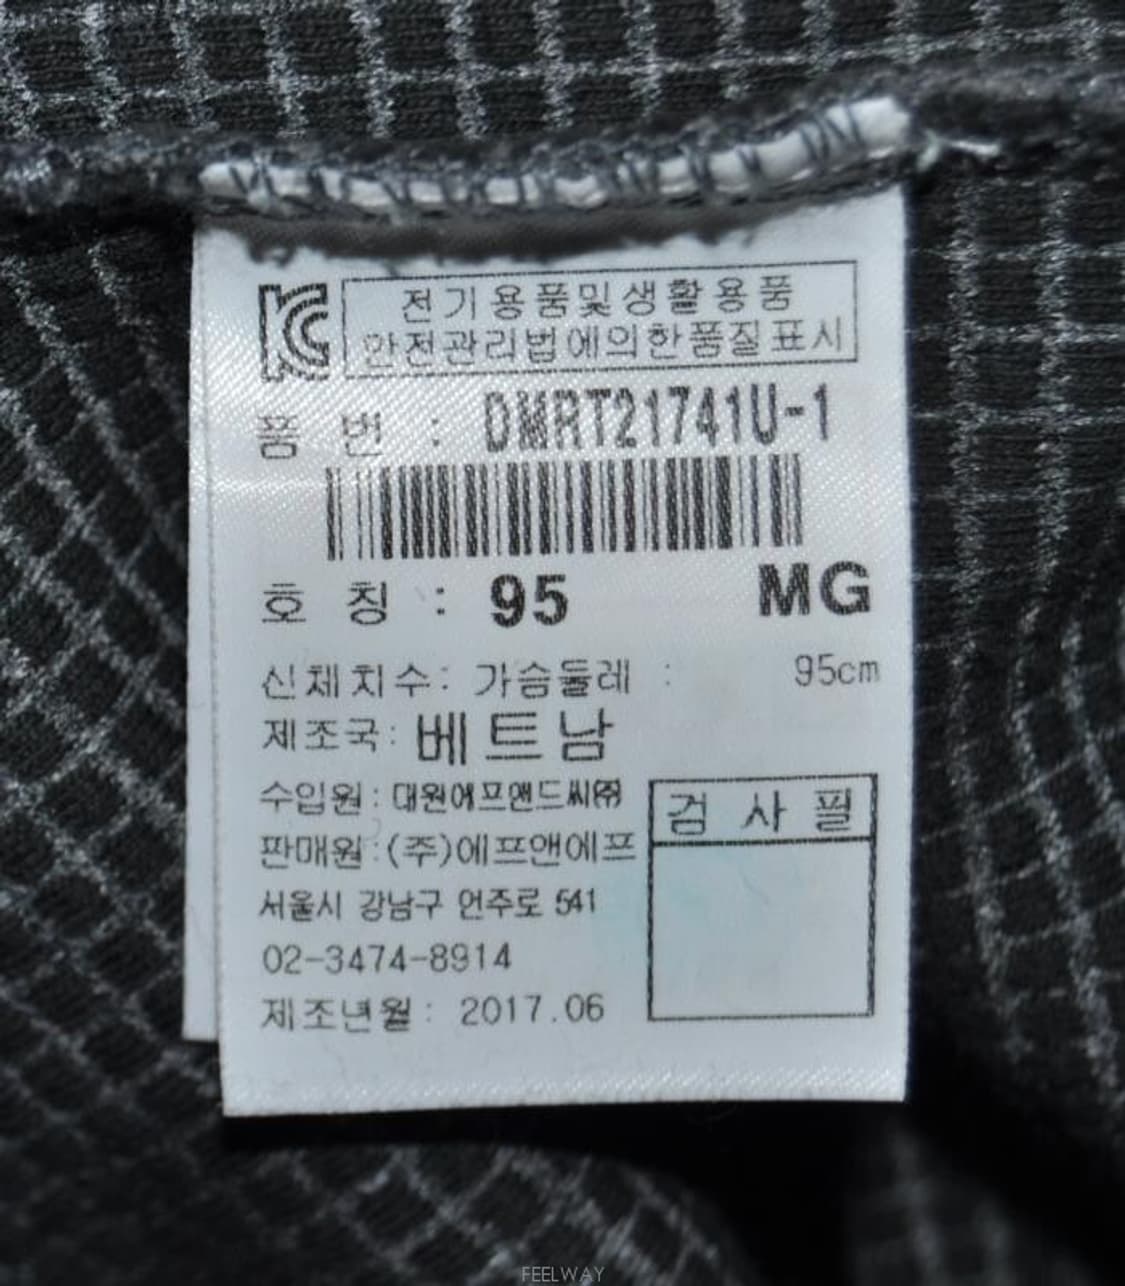 KC
전기용품및생활용품
안전관리법에의한품질표시
품 번 : DMRT21741U-1
호 칭 : 95 MG
신체치수: 가슴둘레 : 95cm
제조국: 베트남
수입원: 대원에프앤드씨㈜
판매원:(주)에프앤에프
검 사 필
서울시 강남구 언주로 541
02-3474-8914
제조년월: 2017.06
FEELWAY